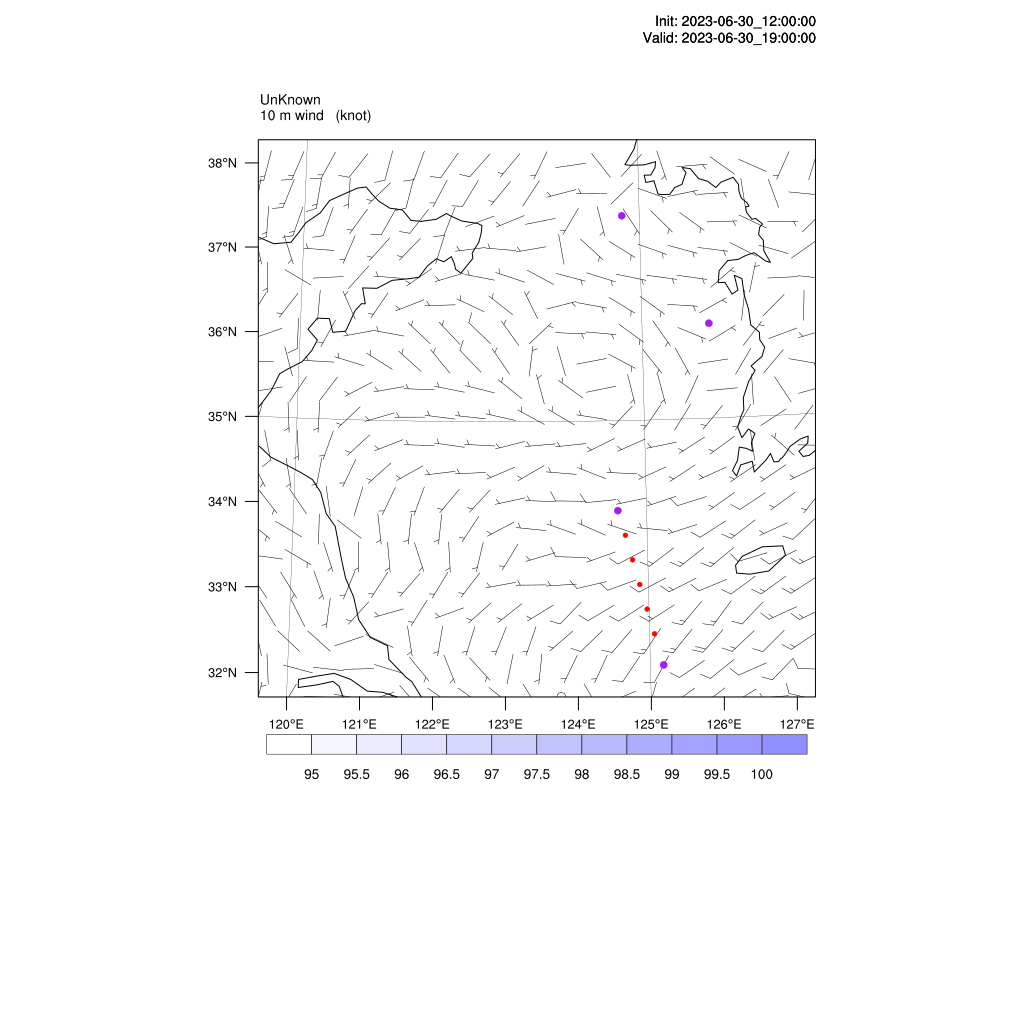 Init: 2023-06-30_12:00:00
Valid: 2023-06-30_19:00:00
UnKnown
10 m wind   (knot)
38°N
37°N
36°N
35°N
34°N
33°N
32°N
120°E 121°E 122°E 123°E 124°E 125°E 126°E 127°E
95 95.5 96 96.5 97 97.5 98 98.5 99 99.5 100